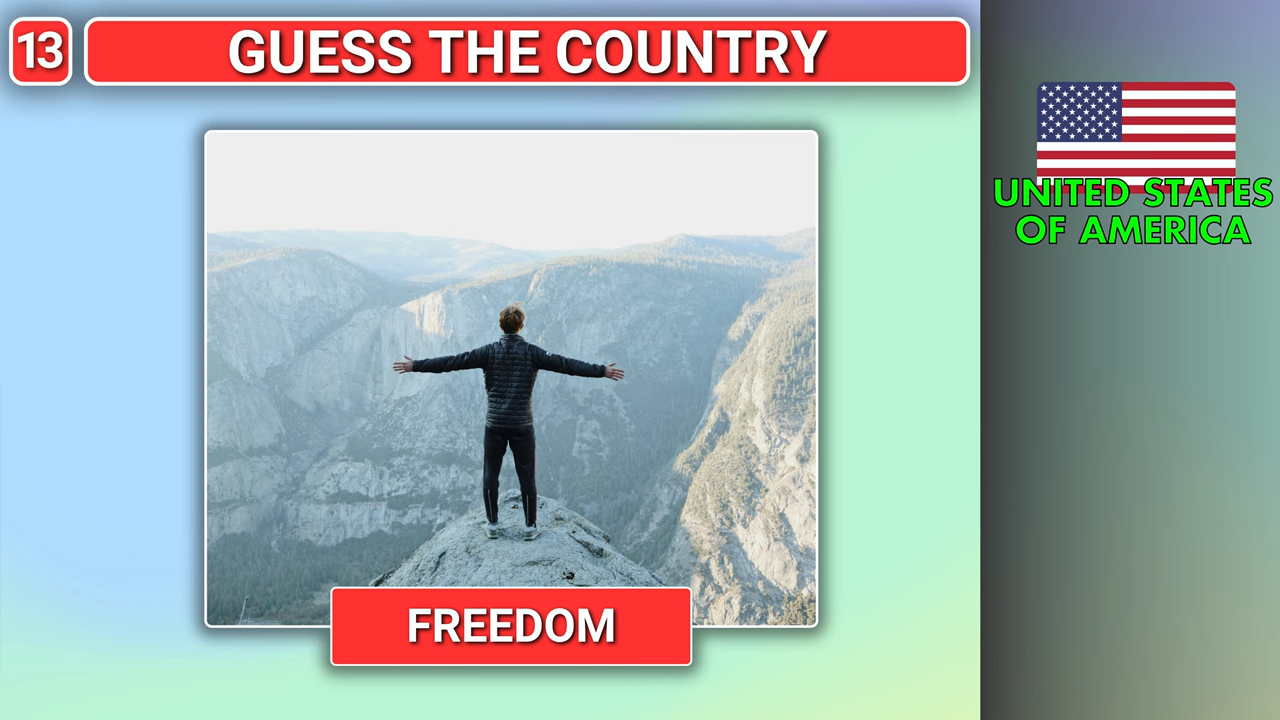 13
GUESS THE COUNTRY
FREEDOM
UNITED STATES
OF AMERICA